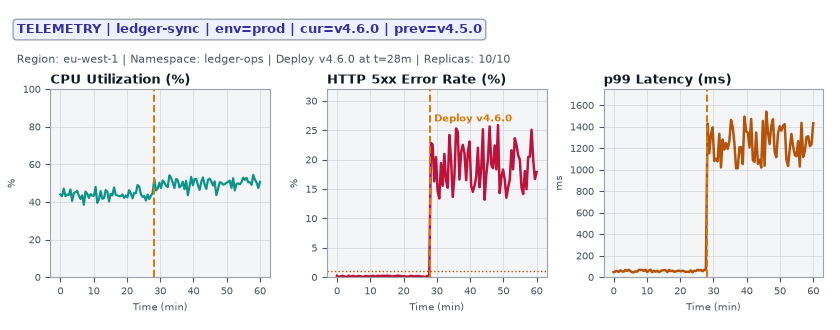 TELEMETRY | ledger-sync | env=prod | cur=v4.6.0 | prev=v4.5.0
Region: eu-west-1 | Namespace: ledger-ops | Deploy v4.6.0 at t=28m | Replicas: 10/10
CPU Utilization (%)
100
80
60
40
20
0
%
0 10 20 30 40 50 60
Time (min)
HTTP 5xx Error Rate (%)
30
25
20
15
10
5
0
%
Deploy v4.6.0
0 10 20 30 40 50 60
Time (min)
p99 Latency (ms)
1600
1400
1200
1000
800
600
400
200
0
ms
0 10 20 30 40 50 60
Time (min)